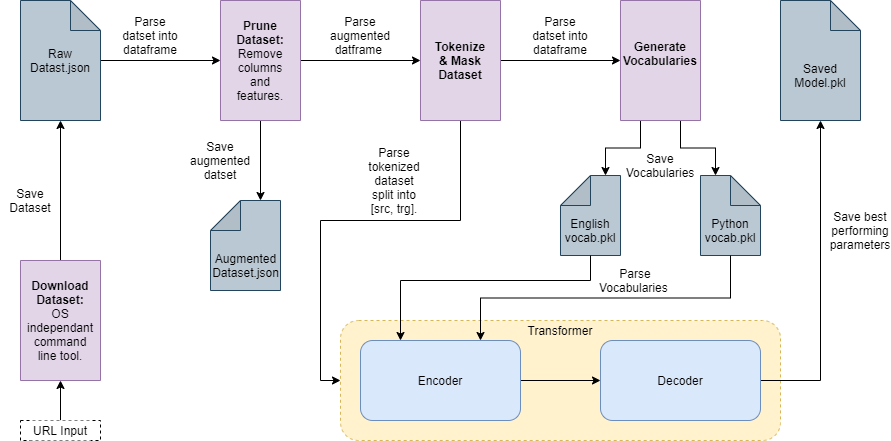 Raw
Datast.json
Parse
datset into
dataframe
Prune
Dataset:
Remove
columns
and
features.
Parse
augmented
datframe
Tokenize
& Mask
Dataset
Parse
datset into
dataframe
Generate
Vocabularies
Saved
Model.pkl
Save
Dataset
Save
augmented
datset
Parse
tokenized
dataset
split into
[src, trg].
Save
Vocabularies
English
vocab.pkl
Python
vocab.pkl
Save best
performing
parameters
Augmented
Dataset.json
Download
Dataset:
OS
independant
command
line tool.
Parse
Vocabularies
Transformer
Encoder
Decoder
URL Input